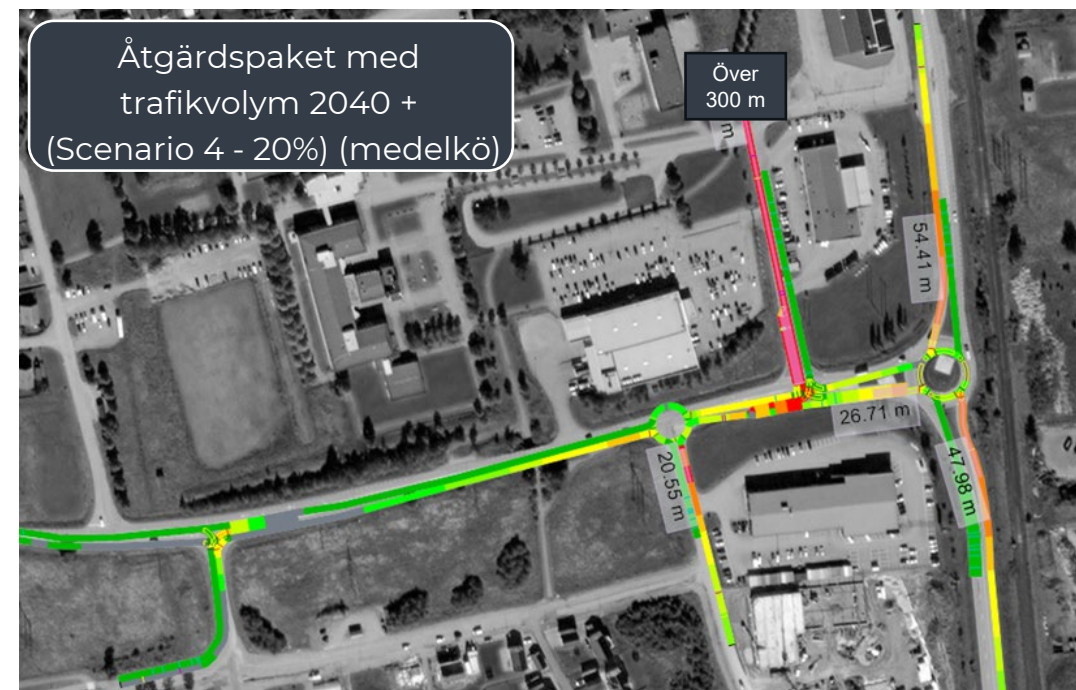 Åtgärdspaket med
trafikvolym 2040 +
(Scenario 4 - 20%) (medelkö)
Över
300 m
m
54.41 m
26.71 m
20.55 m
47.98 m